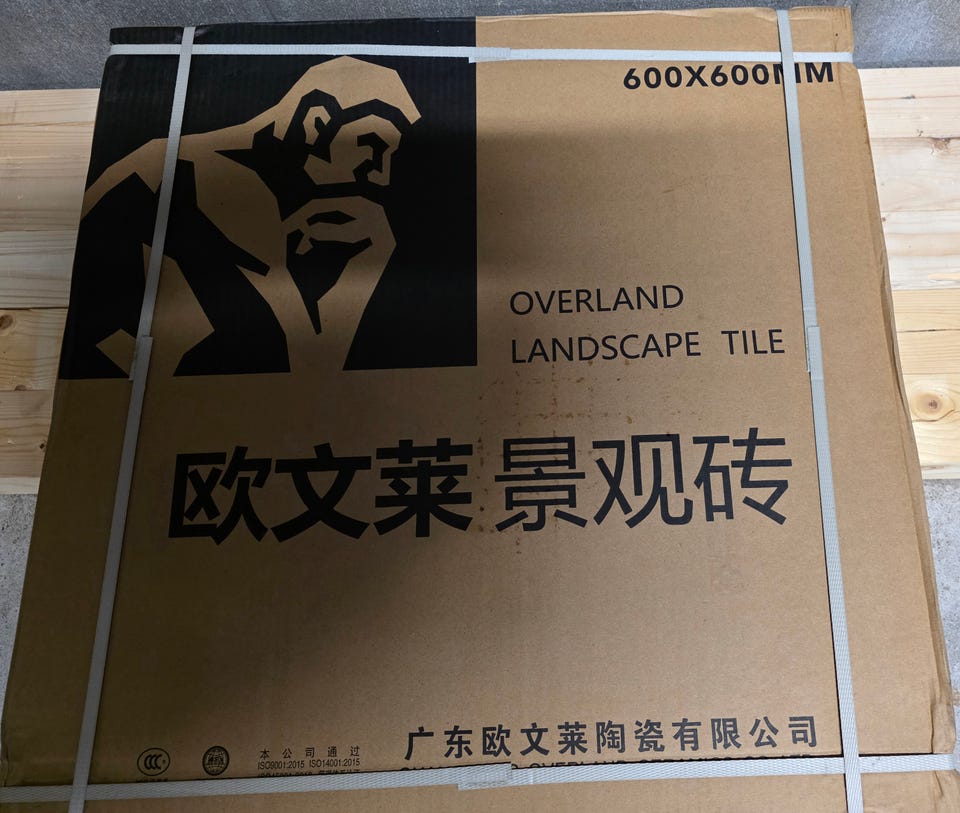 600X600MM
OVERLAND
LANDSCAPE TILE
欧文莱 景观砖
广东欧文莱陶瓷有限公司
本公司通过
ISO9001:2015 ISO14001:2015
CCC